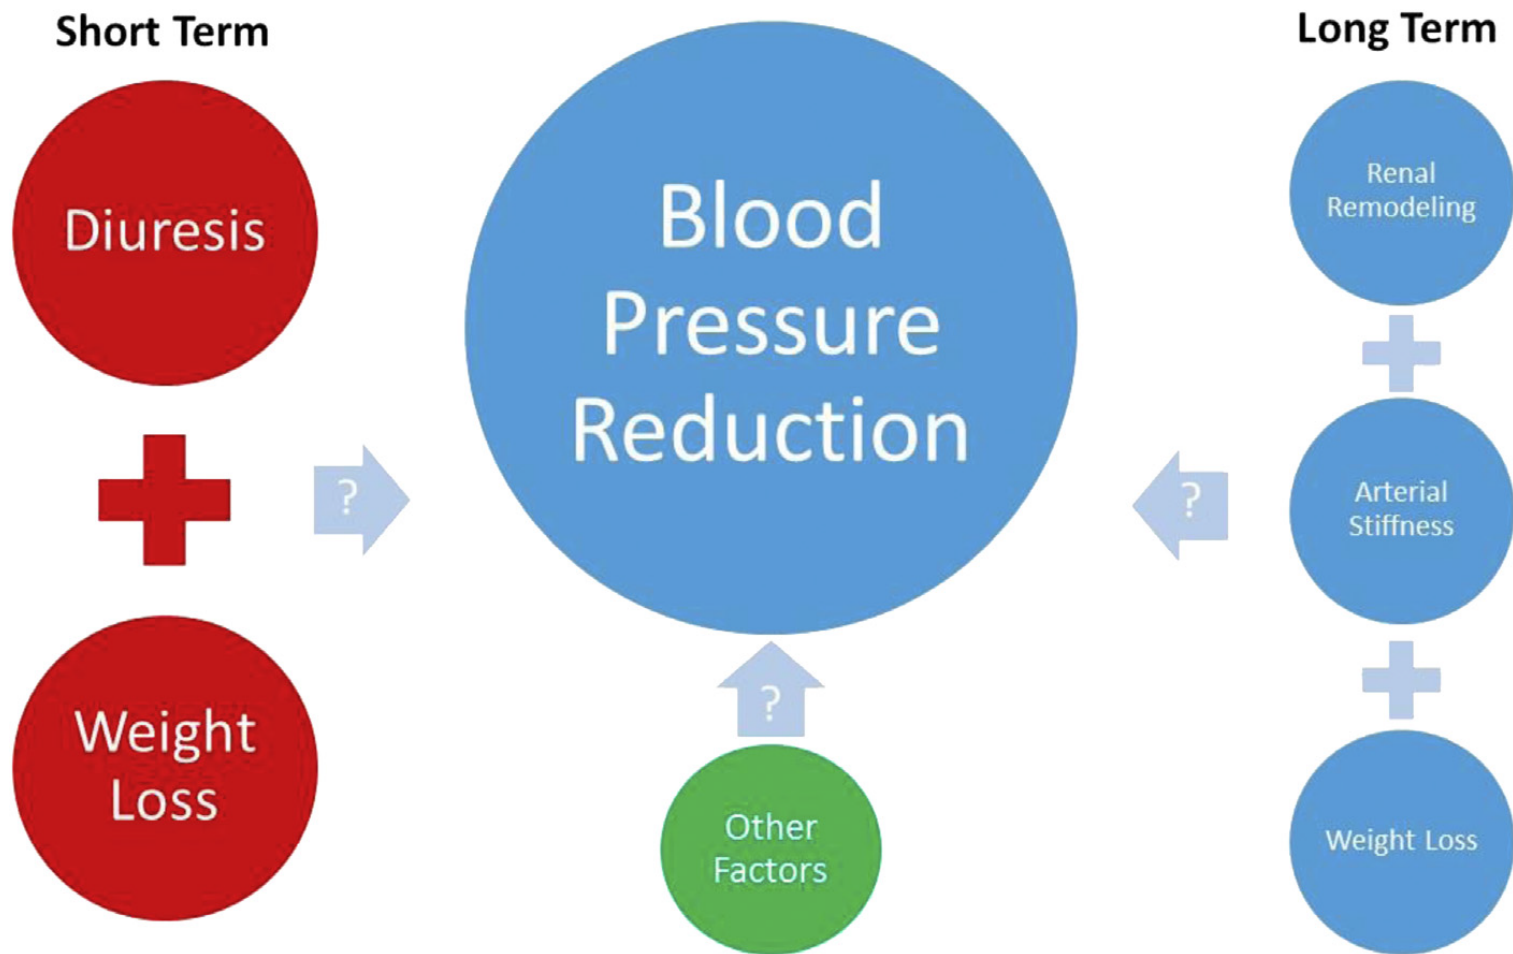 Short Term
Diuresis
Weight
Loss
?
Blood
Pressure
Reduction
?
Other
Factors
?
Long Term
Renal
Remodeling
Arterial
Stiffness
Weight Loss